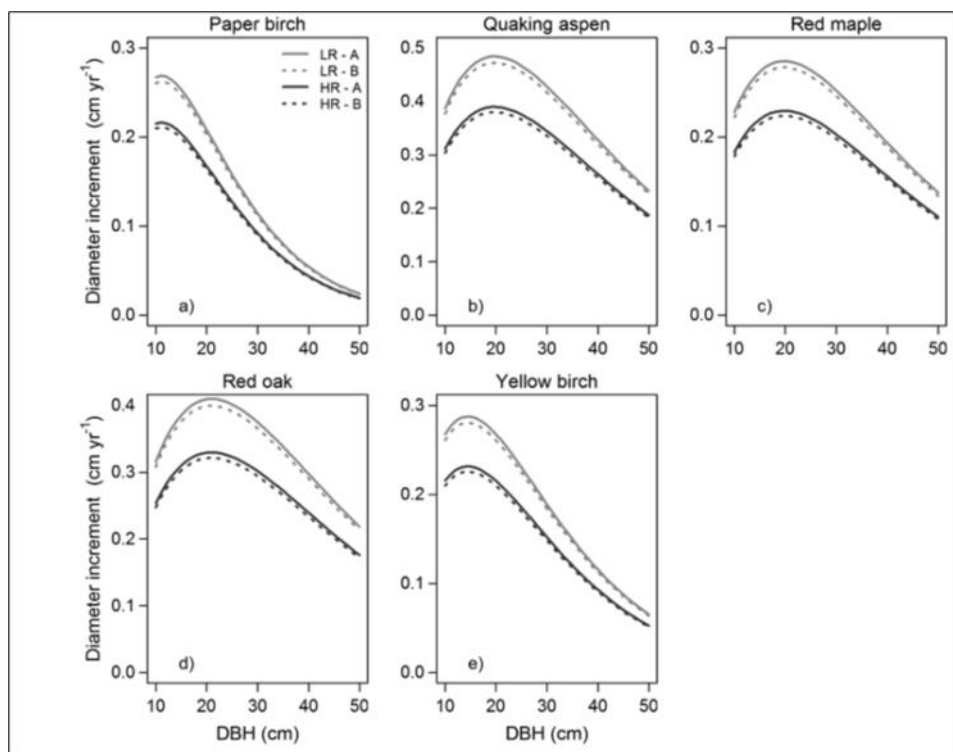 Paper birch
Quaking aspen
Red maple
Diameter increment (cm yr⁻¹)
0.3
0.2
0.1
0.0
LR - A
LR - B
HR - A
HR - B
a)
10 20 30 40 50
0.5
0.4
0.3
0.2
0.1
0.0
b)
10 20 30 40 50
0.3
0.2
0.1
0.0
c)
10 20 30 40 50
Red oak
Yellow birch
Diameter increment (cm yr⁻¹)
0.4
0.3
0.2
0.1
0.0
d)
10 20 30 40 50
DBH (cm)
0.3
0.2
0.1
0.0
e)
10 20 30 40 50
DBH (cm)